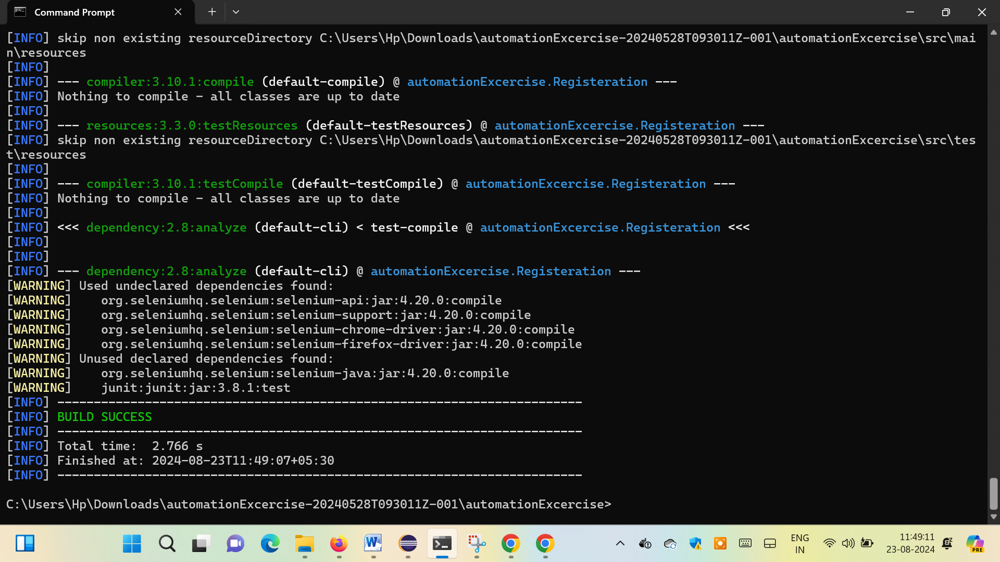 Command Prompt
[INFO] skip non existing resourceDirectory C:\Users\Hp\Downloads\automationExcercise-20240528T093011Z-001\automationExcercise\src\mai
n\resources
[INFO]
[INFO] --- compiler:3.10.1:compile (default-compile) @ automationExcercise.Registeration ---
[INFO] Nothing to compile - all classes are up to date
[INFO]
[INFO] --- resources:3.3.0:testResources (default-testResources) @ automationExcercise.Registeration ---
[INFO] skip non existing resourceDirectory C:\Users\Hp\Downloads\automationExcercise-20240528T093011Z-001\automationExcercise\src\tes
t\resources
[INFO]
[INFO] --- compiler:3.10.1:testCompile (default-testCompile) @ automationExcercise.Registeration ---
[INFO] Nothing to compile - all classes are up to date
[INFO]
[INFO] <<< dependency:2.8:analyze (default-cli) < test-compile @ automationExcercise.Registeration <<<
[INFO]
[INFO]
[INFO] --- dependency:2.8:analyze (default-cli) @ automationExcercise.Registeration ---
[WARNING] Used undeclared dependencies found:
[WARNING]    org.seleniumhq.selenium:selenium-api:jar:4.20.0:compile
[WARNING]    org.seleniumhq.selenium:selenium-support:jar:4.20.0:compile
[WARNING]    org.seleniumhq.selenium:selenium-chrome-driver:jar:4.20.0:compile
[WARNING]    org.seleniumhq.selenium:selenium-firefox-driver:jar:4.20.0:compile
[WARNING] Unused declared dependencies found:
[WARNING]    org.seleniumhq.selenium:selenium-java:jar:4.20.0:compile
[WARNING]    junit:junit:jar:3.8.1:test
[INFO] ------------------------------------------------------------------------
[INFO] BUILD SUCCESS
[INFO] ------------------------------------------------------------------------
[INFO] Total time:  2.766 s
[INFO] Finished at: 2024-08-23T11:49:07+05:30
[INFO] ------------------------------------------------------------------------
C:\Users\Hp\Downloads\automationExcercise-20240528T093011Z-001\automationExcercise>
ENG
IN
11:49:11
23-08-2024
PRE